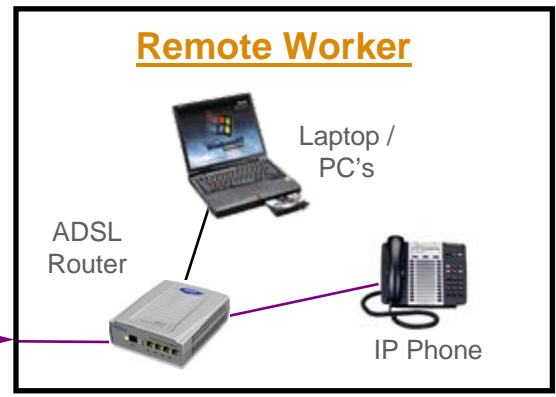 Remote Worker
Laptop /
PC's
ADSL
Router
IP Phone